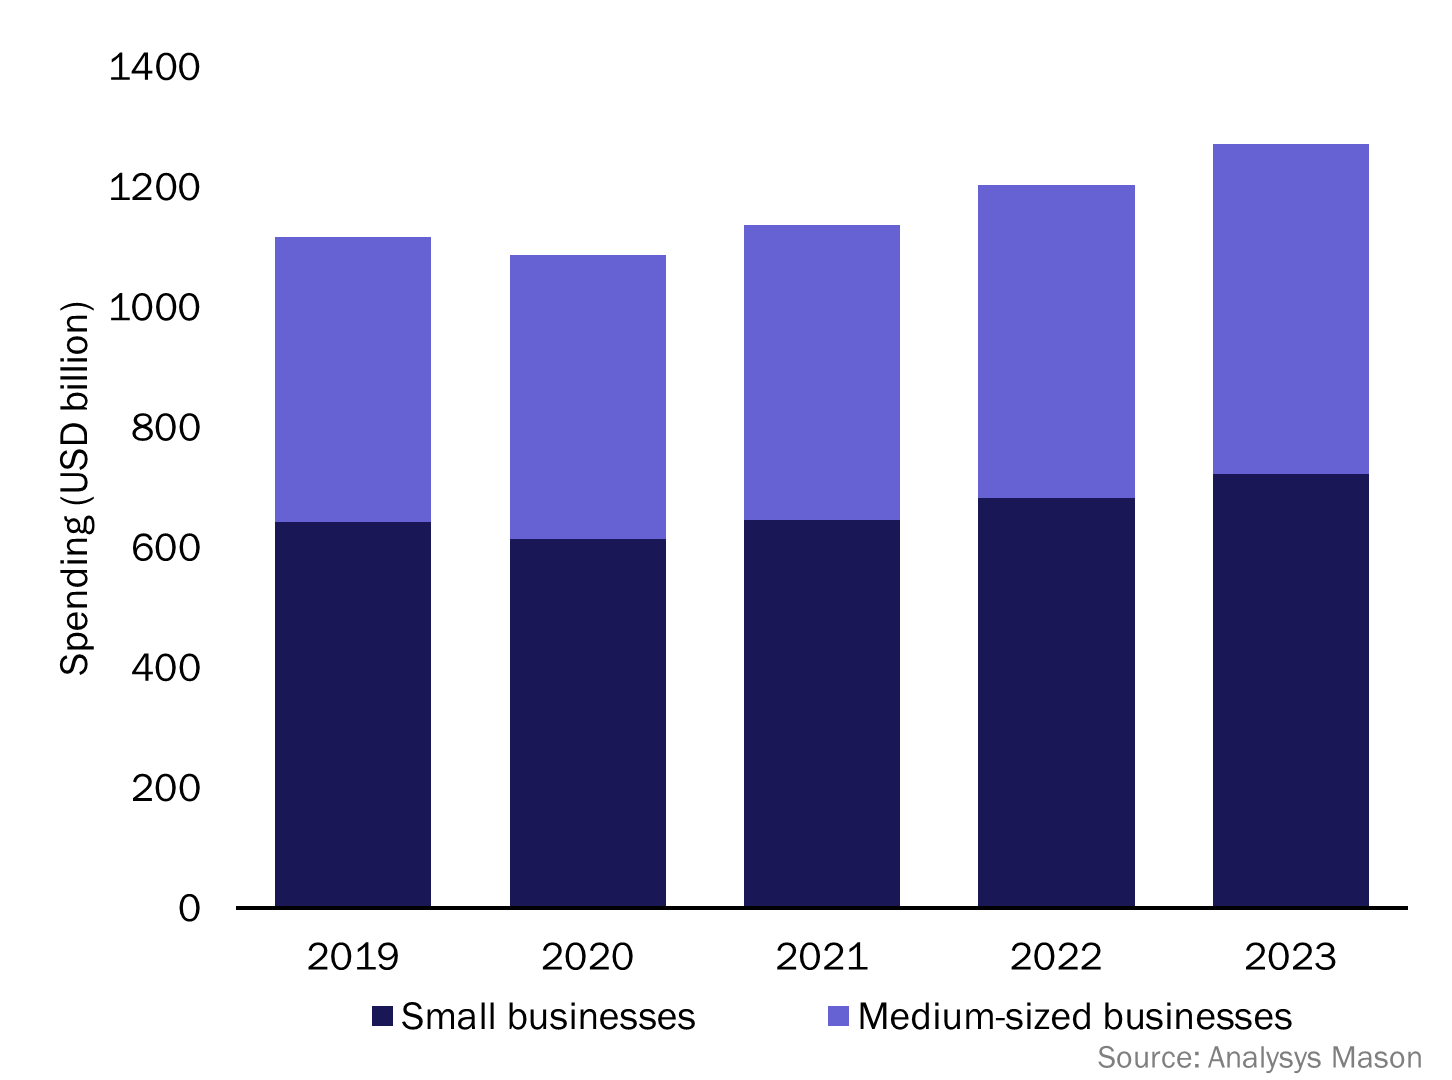 1400
1200
1000
800
600
400
200
0
Spending (USD billion)
2019 2020 2021 2022 2023
Small businesses Medium-sized businesses
Source: Analysys Mason